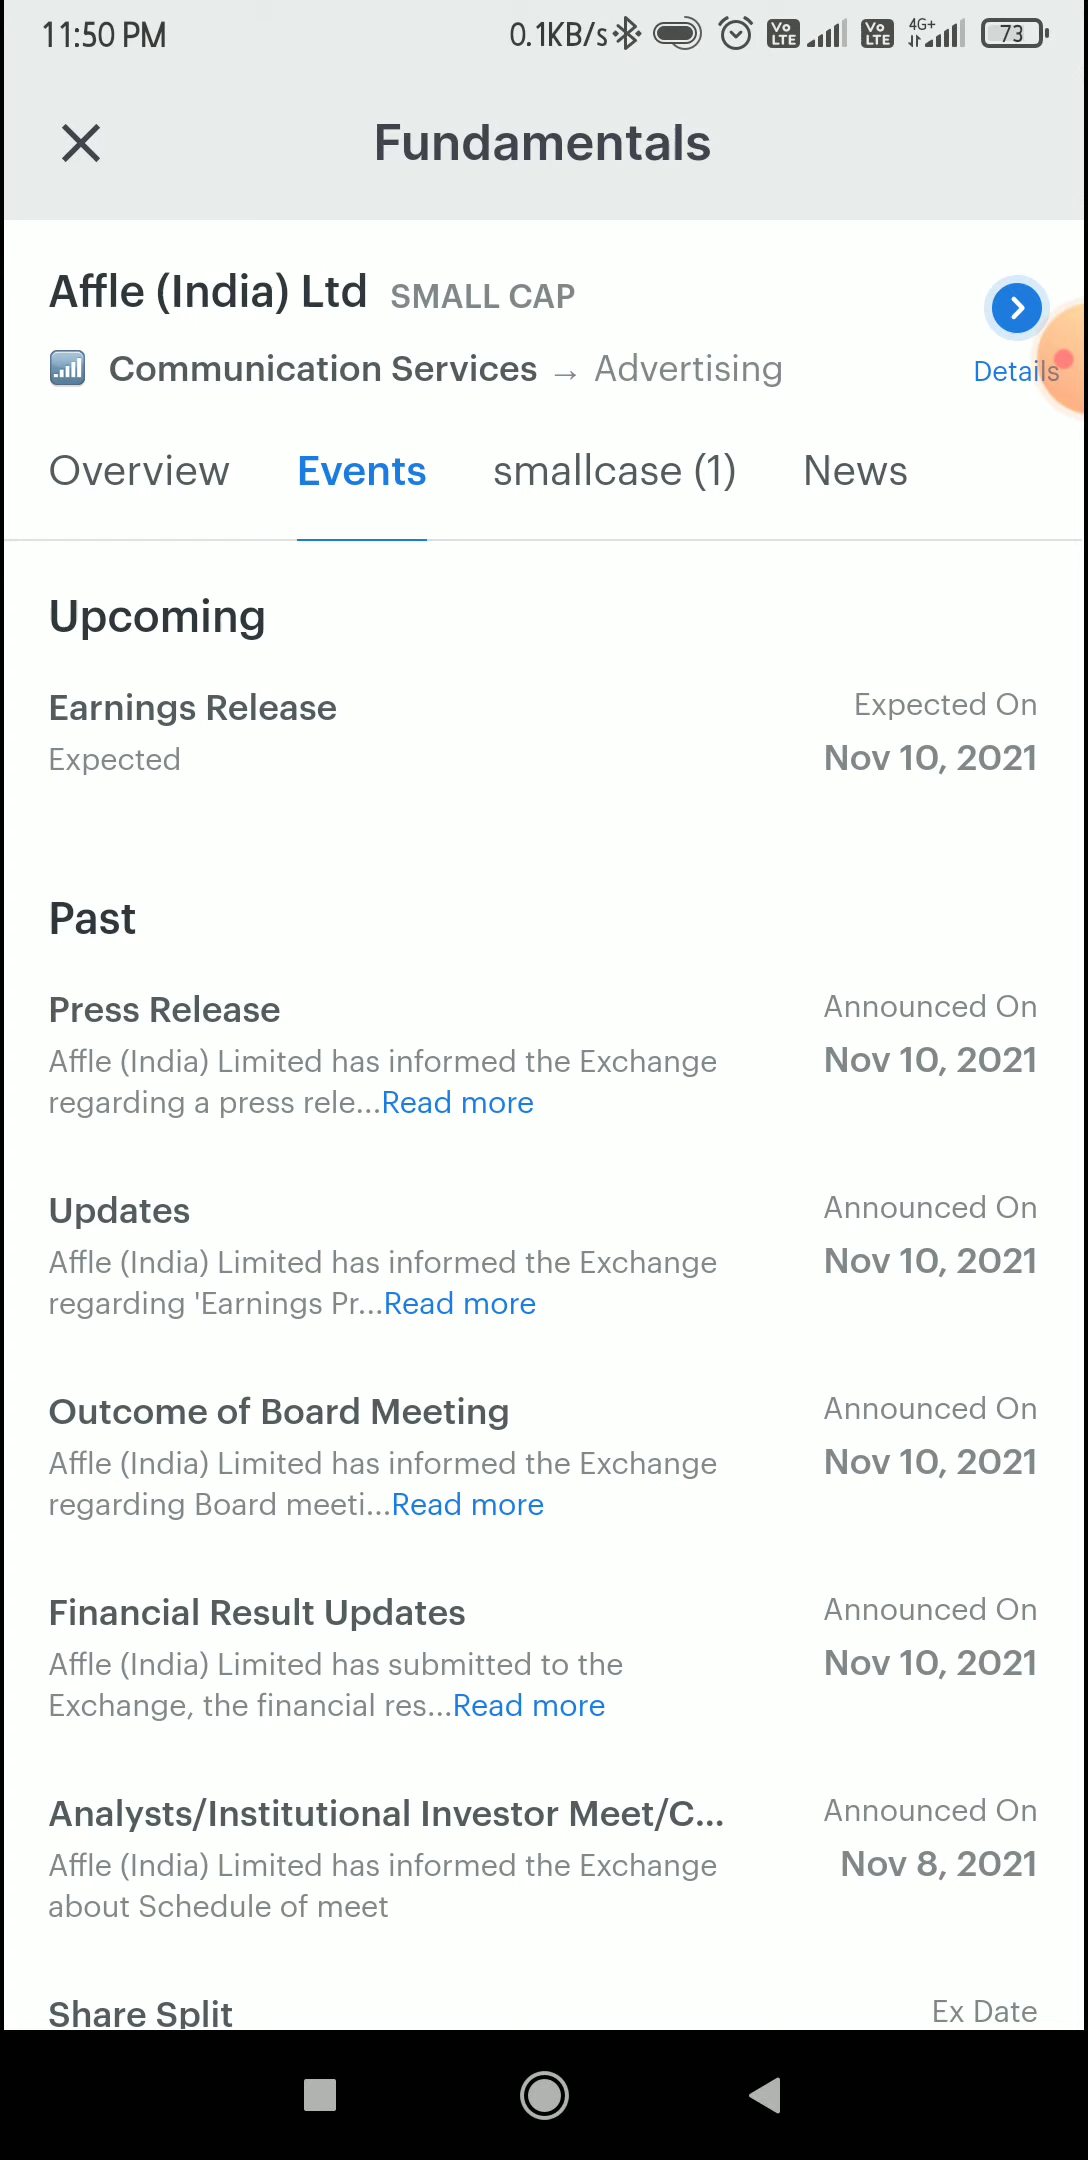 11:50 PM 0.1KB/s Vo LTE Vo LTE 4G+ 73
Fundamentals
Affle (India) Ltd SMALL CAP
Communication Services → Advertising
Details
Overview Events smallcase (1) News
Upcoming
Earnings Release Expected On
Expected Nov 10, 2021
Past
Press Release Announced On
Affle (India) Limited has informed the Exchange Nov 10, 2021
regarding a press rele...Read more
Updates Announced On
Affle (India) Limited has informed the Exchange Nov 10, 2021
regarding 'Earnings Pr...Read more
Outcome of Board Meeting Announced On
Affle (India) Limited has informed the Exchange Nov 10, 2021
regarding Board meeti...Read more
Financial Result Updates Announced On
Affle (India) Limited has submitted to the Nov 10, 2021
Exchange, the financial res...Read more
Analysts/Institutional Investor Meet/C... Announced On
Affle (India) Limited has informed the Exchange Nov 8, 2021
about Schedule of meet
Share Split Ex Date